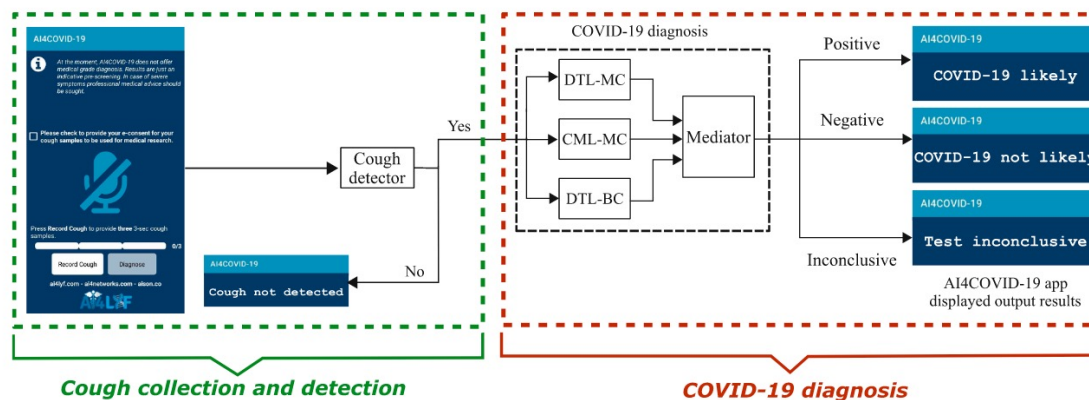 AI4COVID-19
At the moment, AI4COVID-19 does not offer
medical grade diagnosis. Results are just an
indicative pre-screening. In case of severe
symptoms professional medical advice should
be sought.
Please check to provide your e-consent for your
cough samples to be used for medical research.
Press Record Cough to provide three 3-sec cough
samples.
0/3
Record Cough
Diagnose
ai4lyf.com - ai4networks.com - aison.co
AI4LYF
Cough
detector
Yes
No
AI4COVID-19
Cough not detected
Cough collection and detection
COVID-19 diagnosis
DTL-MC
CML-MC
DTL-BC
Mediator
Positive
Negative
Inconclusive
AI4COVID-19
COVID-19 likely
AI4COVID-19
COVID-19 not likely
AI4COVID-19
Test inconclusive
AI4COVID-19 app
displayed output results
COVID-19 diagnosis